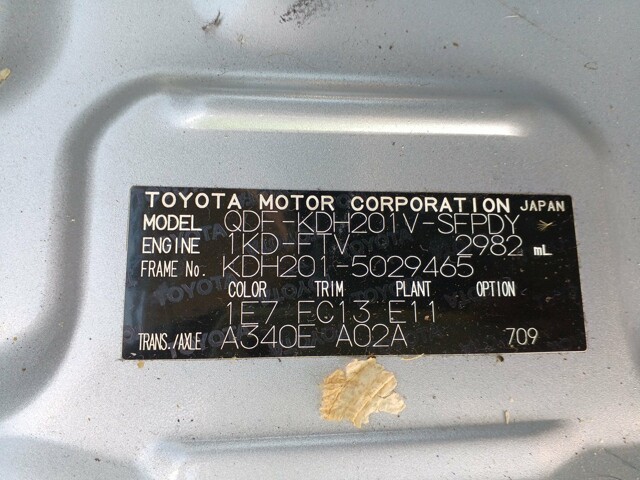 TOYOTA MOTOR CORPORATION JAPAN
MODEL QDF-KDH201V-SFPDY
ENGINE 1KD-FTV 2982 mL
FRAME No. KDH201-5029465
COLOR TRIM PLANT OPTION
1E7 FC13 E11
TRANS./AXLE A340E A02A 709